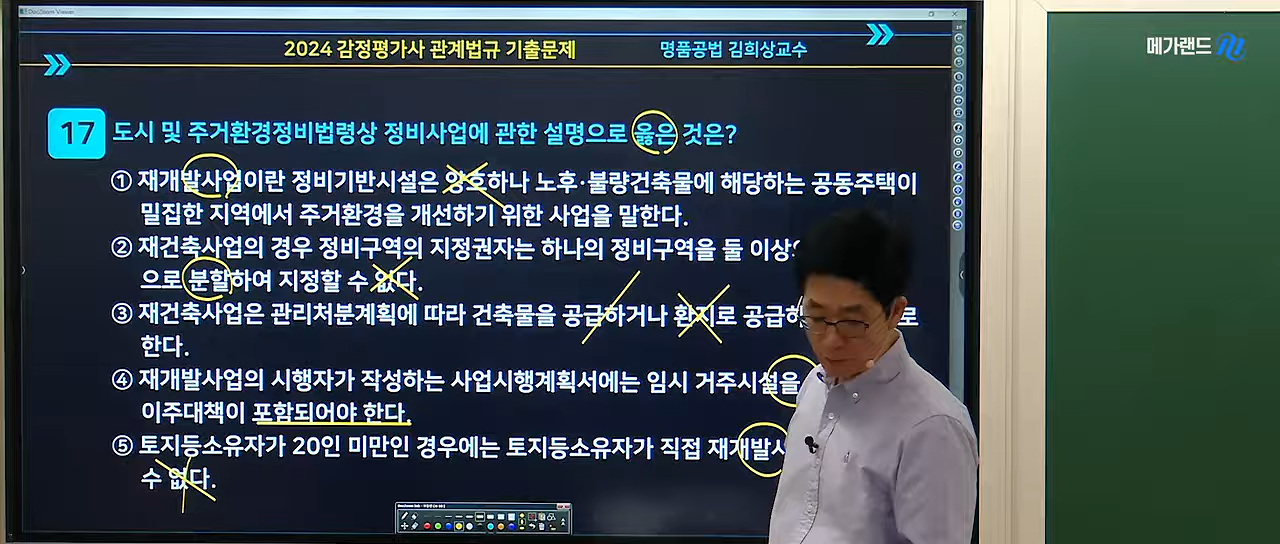 DocZoom Viewer
2024 감정평가사 관계법규 기출문제 명품공법 김희상교수
메가랜드
17 도시 및 주거환경정비법령상 정비사업에 관한 설명으로 옳은 것은?
① 재개발사업이란 정비기반시설은 양호하나 노후·불량건축물에 해당하는 공동주택이
밀집한 지역에서 주거환경을 개선하기 위한 사업을 말한다.
② 재건축사업의 경우 정비구역의 지정권자는 하나의 정비구역을 둘 이상의
으로 분할하여 지정할 수 없다.
③ 재건축사업은 관리처분계획에 따라 건축물을 공급하거나 환지로 공급하 로
한다.
④ 재개발사업의 시행자가 작성하는 사업시행계획서에는 임시 거주시설을
이주대책이 포함되어야 한다.
⑤ 토지등소유자가 20인 미만인 경우에는 토지등소유자가 직접 재개발사
수 없다.